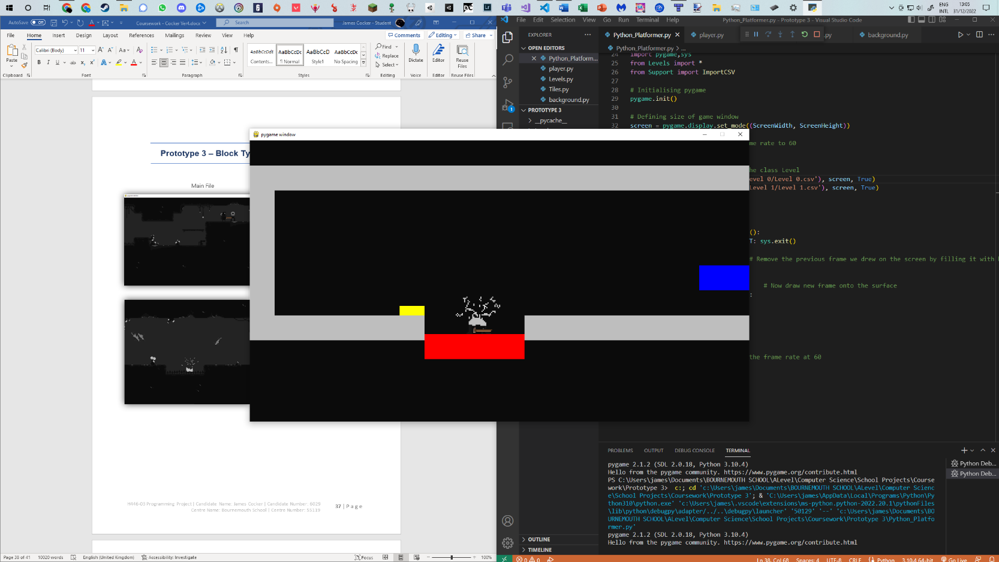 ENG
INTL
13:05
31/12/2022
AutoSave Off
Coursework - Cocker Ver4.docx
Search
James Cocker - Student
File Home Insert Design Layout References Mailings Review View Help
Comments Editing Share
Paste
Calibri (Body) 11
AaBbCcDdE AaBbCcDc AaBbCcD AaBbCcDc
Contents... ¶ Normal Style1 No Spacing
Find
Replace
Select
Dictate
Editor
Reuse
Files
Clipboard Font Paragraph Styles Editing Voice Editor Reuse Files
Prototype 3 – Block Ty
Main File
H446-03 Programming Project | Candidate Name: James Cocker | Candidate Number: 6029
Centre Name: Bournemouth School | Centre Number: 55119
37 | P a g e
Page 38 of 41 10020 words English (United Kingdom) Accessibility: Investigate Focus 100%
pygame window
File Edit Selection View Go Run Terminal Help
Python_Platformer.py - Prototype 3 - Visual Studio Code
EXPLORER
OPEN EDITORS
Python_Platform...
player.py
Levels.py
Tiles.py
background.py
PROTOTYPE 3
__pycache__
1
OUTLINE
TIMELINE
Python_Platformer.py player.py .py background.py
Python_Platformer.py > ...
24 import pygame,sys
25 from Levels import *
26 from Support import ImportCSV
27
28 # Initialising pygame
29 pygame.init()
30
31 # Defining size of game window
32 screen = pygame.display.set_mode((ScreenWidth, ScreenHeight))
me rate to 60
he class Level
evel 0/Level 0.csv'), screen, True)
Level 1/Level 1.csv'), screen, True)
():
T: sys.exit()
# Remove the previous frame we drew on the screen by filling it with
# Now draw new frame onto the surface
:
the frame rate at 60
PROBLEMS OUTPUT DEBUG CONSOLE TERMINAL
pygame 2.1.2 (SDL 2.0.18, Python 3.10.4)
Hello from the pygame community. https://www.pygame.org/contribute.html
PS C:\Users\james\Documents\BOURNEMOUTH SCHOOL\ALevel\Computer Science\School Projects\Course
work\Prototype 3> c:; cd 'c:\Users\james\Documents\BOURNEMOUTH SCHOOL\ALevel\Computer Scienc
e\School Projects\Coursework\Prototype 3'; & 'C:\Users\james\AppData\Local\Programs\Python\Py
thon310\python.exe' 'c:\Users\james\.vscode\extensions\ms-python.python-2022.20.1\pythonFiles
\lib\python\debugpy\adapter/../..\debugpy\launcher' '50129' '--' 'c:\Users\james\Documents\BO
URNEMOUTH SCHOOL\ALevel\Computer Science\School Projects\Coursework\Prototype 3\Python_Platfo
rmer.py'
pygame 2.1.2 (SDL 2.0.18, Python 3.10.4)
Hello from the pygame community. https://www.pygame.org/contribute.html
Python Deb...
Python Deb...
0 0 Ln 38, Col 68 Spaces: 4 UTF-8 CRLF Python 3.10.4 64-bit Go Live